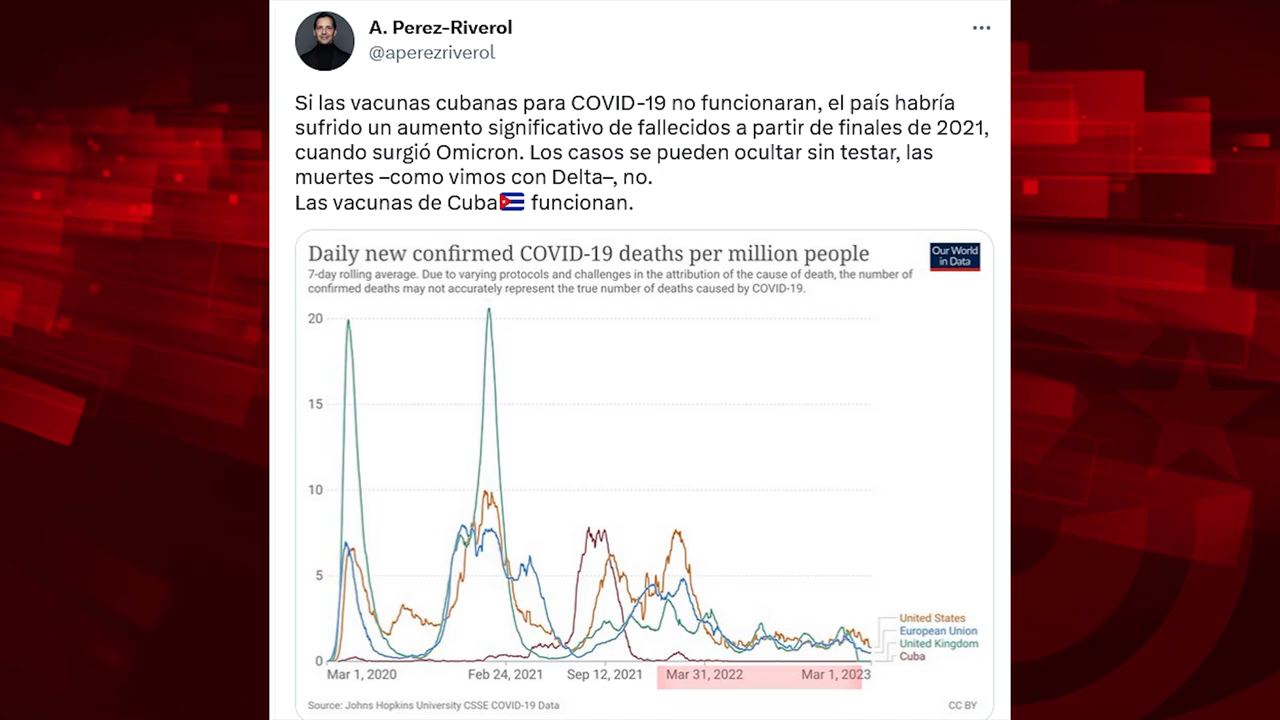 A. Perez-Riverol
@aperezriverol
Si las vacunas cubanas para COVID-19 no funcionaran, el país habría
sufrido un aumento significativo de fallecidos a partir de finales de 2021,
cuando surgió Omicron. Los casos se pueden ocultar sin testar, las
muertes –como vimos con Delta–, no.
Las vacunas de Cuba🇨🇺 funcionan.
Daily new confirmed COVID-19 deaths per million people
Our World
in Data
7-day rolling average. Due to varying protocols and challenges in the attribution of the cause of death, the number of
confirmed deaths may not accurately represent the true number of deaths caused by COVID-19.
20
15
10
5
0
United States
European Union
United Kingdom
Cuba
Mar 1, 2020 Feb 24, 2021 Sep 12, 2021 Mar 31, 2022 Mar 1, 2023
Source: Johns Hopkins University CSSE COVID-19 Data CC BY